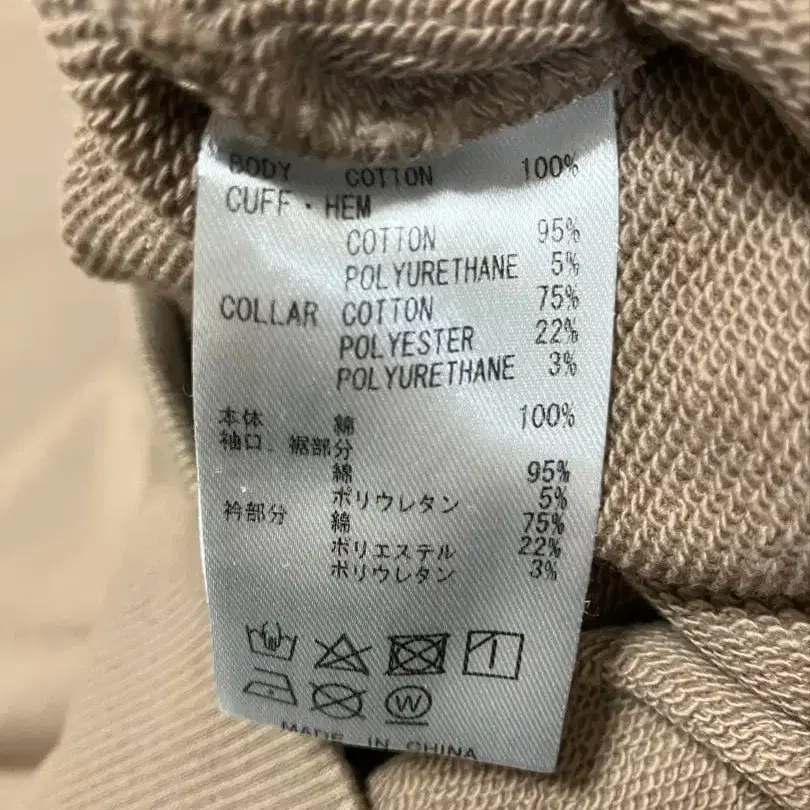 BODY COTTON 100%
CUFF・HEM
COTTON 95%
POLYURETHANE 5%
COLLAR COTTON 75%
POLYESTER 22%
POLYURETHANE 3%
本体 綿 100%
袖口、裾部分
綿 95%
ポリウレタン 5%
衿部分 綿 75%
ポリエステル 22%
ポリウレタン 3%
W
MADE IN CHINA